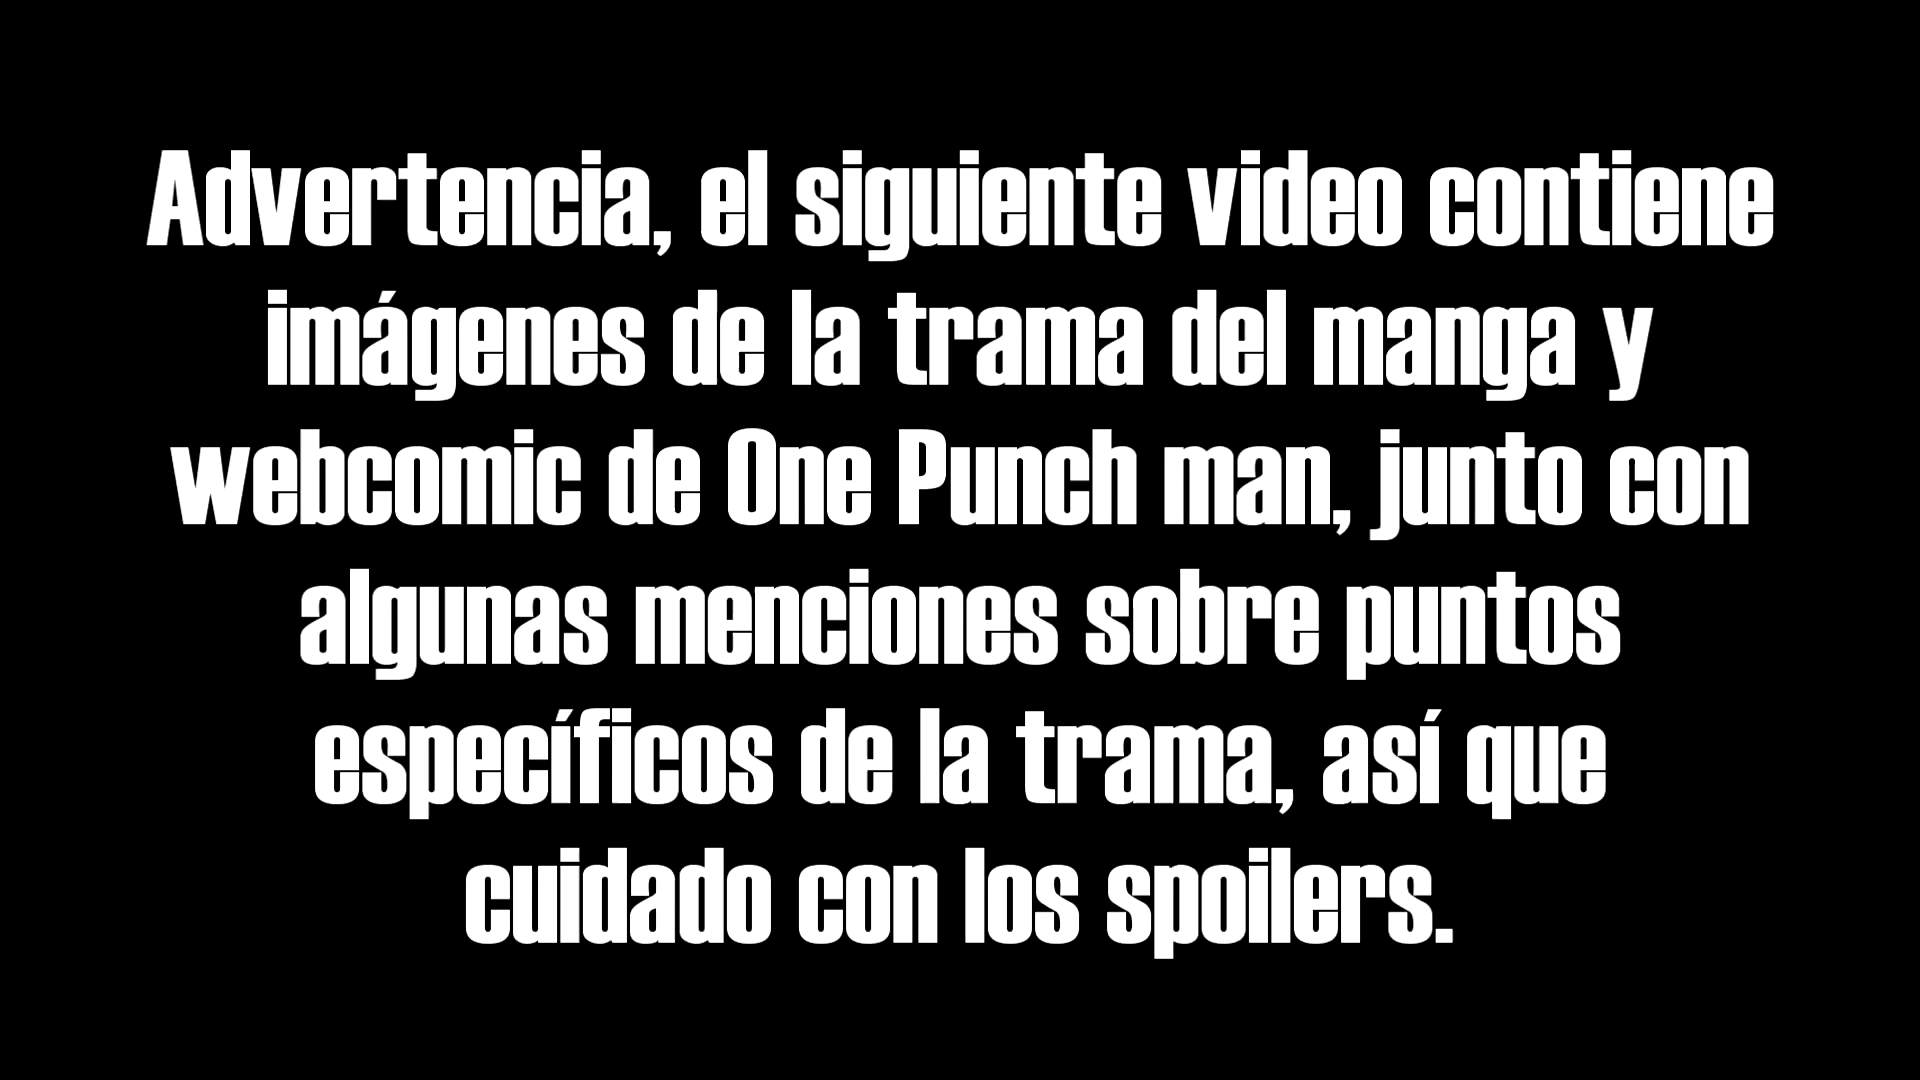 Advertencia, el siguiente video contiene
imágenes de la trama del manga y
webcomic de One Punch man, junto con
algunas menciones sobre puntos
específicos de la trama, así que
cuidado con los spoilers.